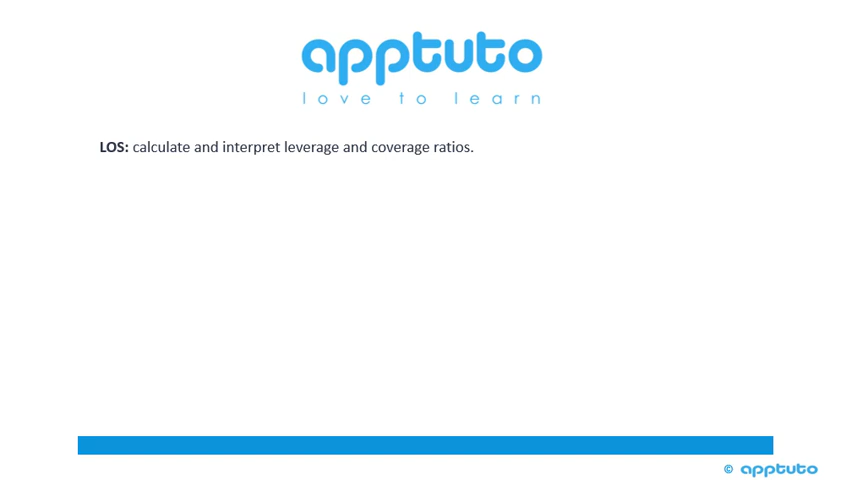 apptuto
love to learn
LOS: calculate and interpret leverage and coverage ratios.
© apptuto